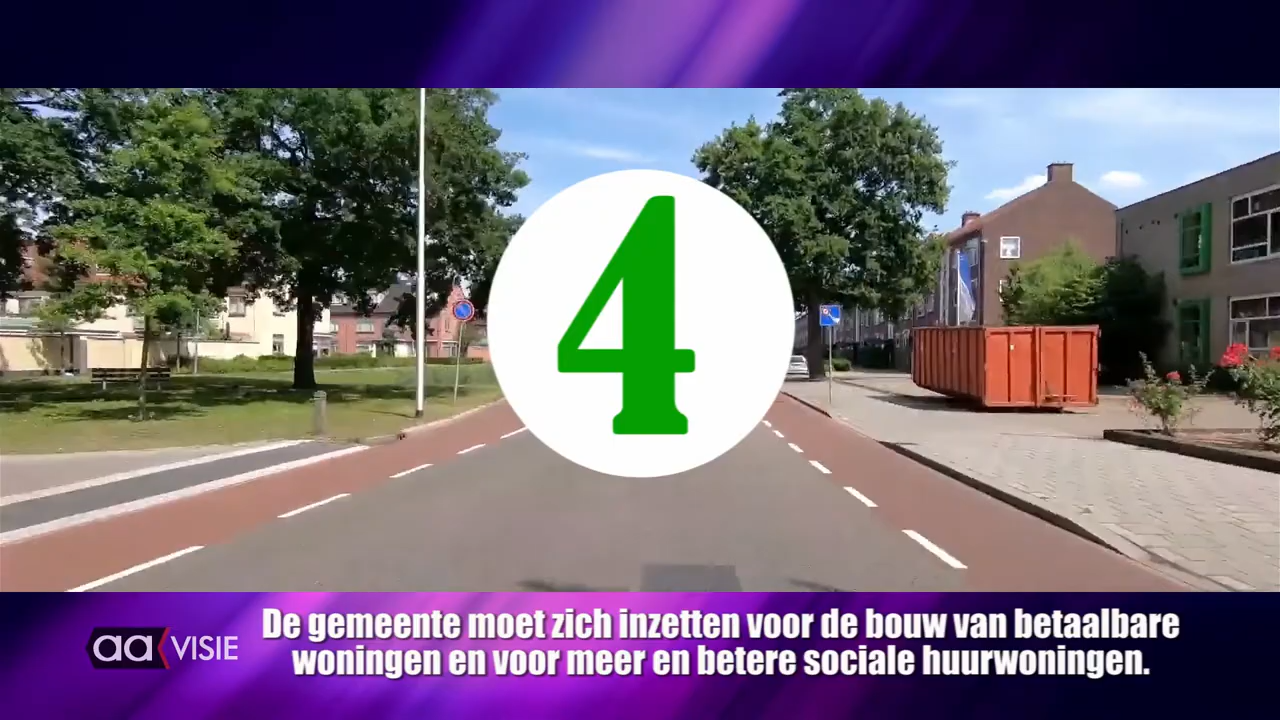 4
aa VISIE
De gemeente moet zich inzetten voor de bouw van betaalbare
woningen en voor meer en betere sociale huurwoningen.